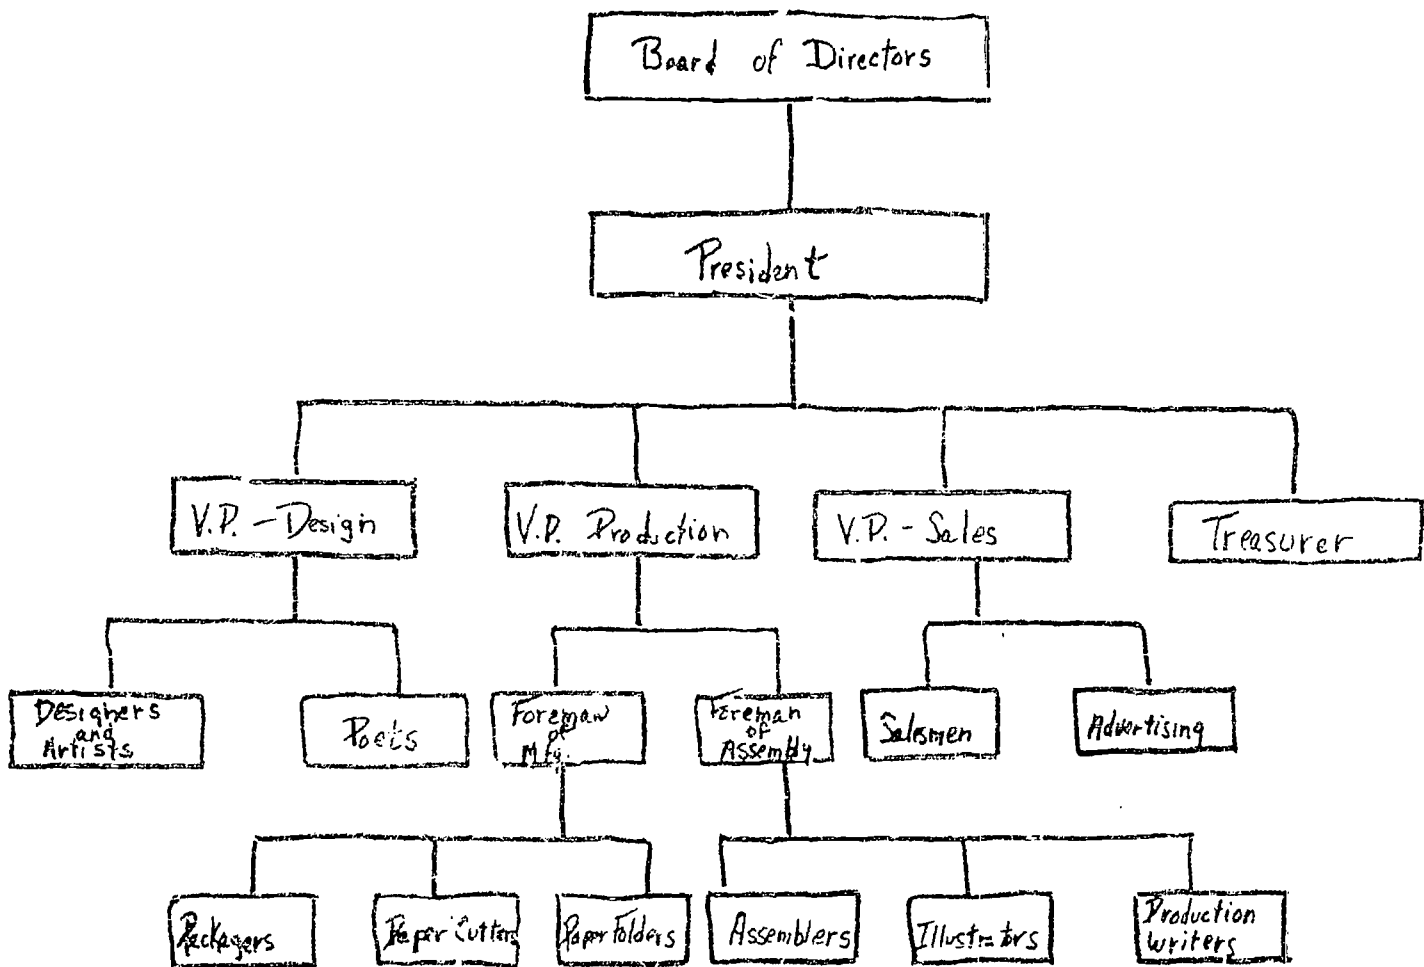 Board of Directors
President
V.P. - Design
V.P. Production
V.P. - Sales
Treasurer
Designers
and
Artists
Poets
Foreman
of
Mfg.
Foreman
of
Assembly
Salesmen
Advertising
Packagers
Paper Cutters
Paper Folders
Assemblers
Illustrators
Production
Writers